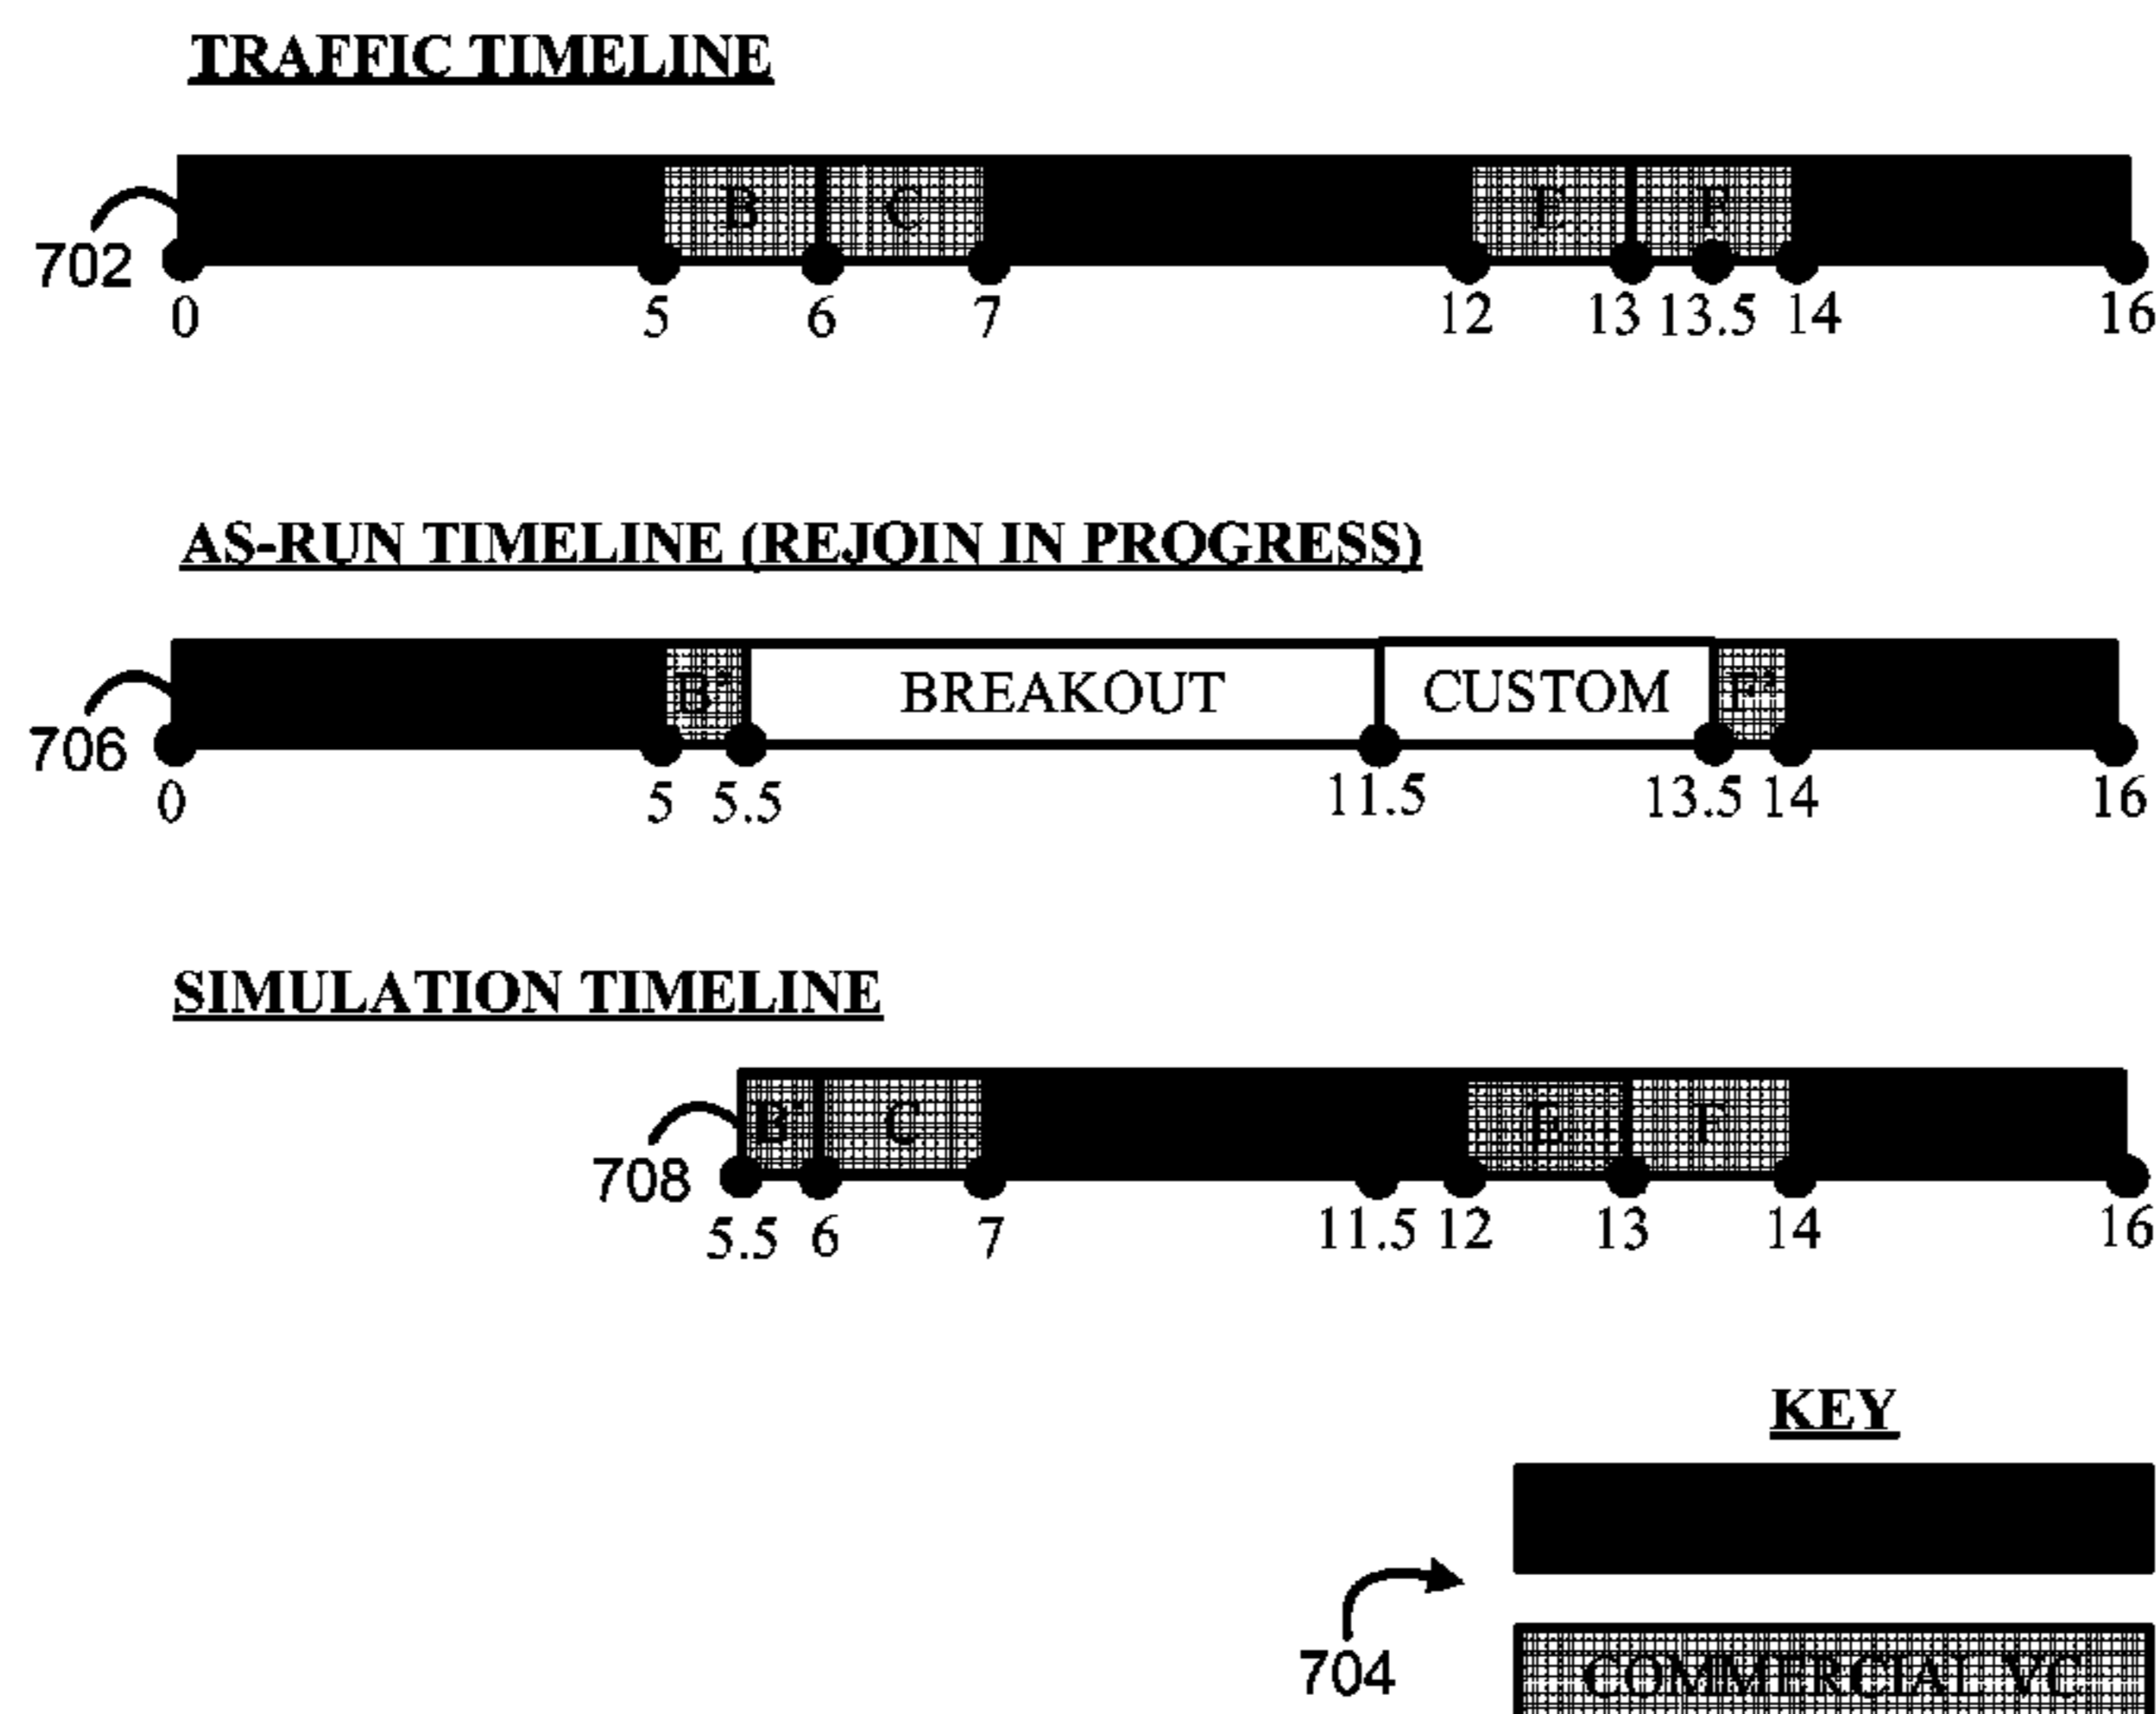 TRAFFIC TIMELINE
B C E F
702
0 5 6 7 12 13 13.5 14 16
AS-RUN TIMELINE (REJOIN IN PROGRESS)
B' BREAKOUT CUSTOM F'
706
0 5 5.5 11.5 13.5 14 16
SIMULATION TIMELINE
B' C E F
708
5.5 6 7 11.5 12 13 14 16
KEY
704
COMMERCIAL VC